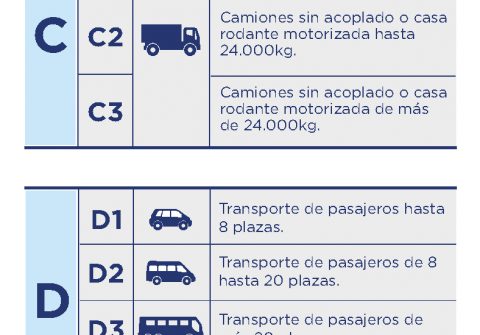 C
C2
Camiones sin acoplado o casa
rodante motorizada hasta
24.000kg.
C3
Camiones sin acoplado o casa
rodante motorizada de más
de 24.000kg.
D
D1
Transporte de pasajeros hasta
8 plazas.
D2
Transporte de pasajeros de 8
hasta 20 plazas.
D3
Transporte de pasajeros de